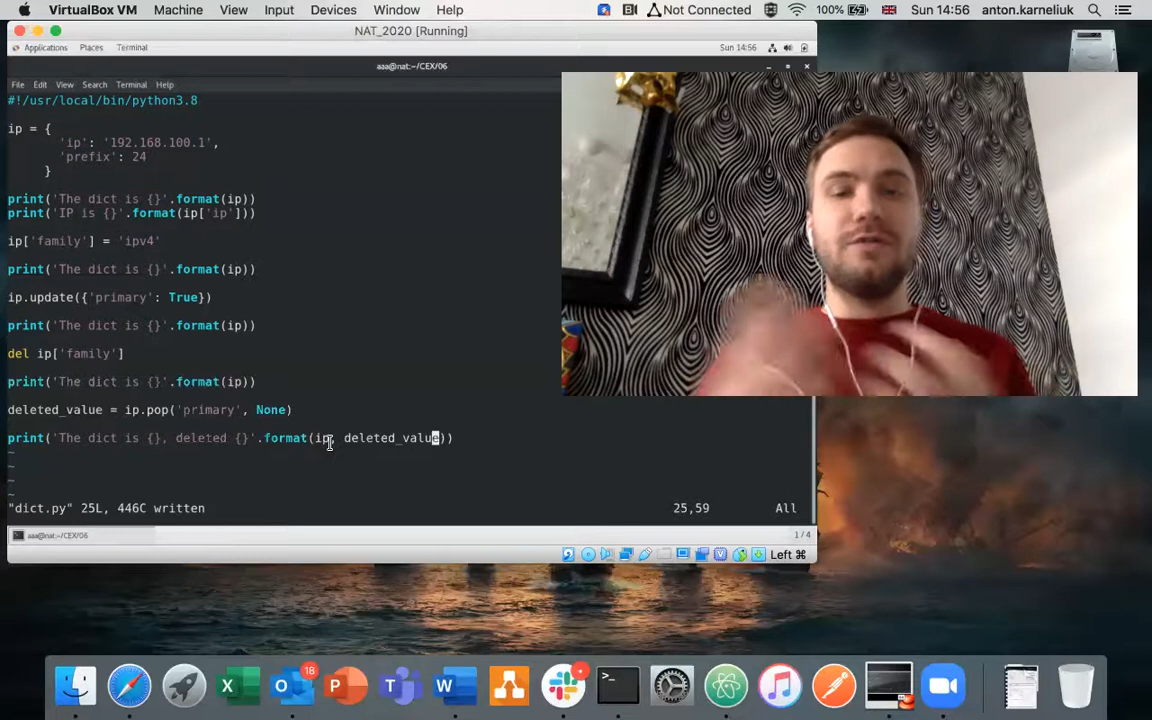 VirtualBox VM Machine View Input Devices Window Help Not Connected 100% Sun 14:56 anton.karneliuk
NAT_2020 [Running]
Applications Places Terminal Sun 14:56
aaa@nat:~/CEX/06
File Edit View Search Terminal Help
#!/usr/local/bin/python3.8
ip = {
'ip': '192.168.100.1',
'prefix': 24
}
print('The dict is {}'.format(ip))
print('IP is {}'.format(ip['ip']))
ip['family'] = 'ipv4'
print('The dict is {}'.format(ip))
ip.update({'primary': True})
print('The dict is {}'.format(ip))
del ip['family']
print('The dict is {}'.format(ip))
deleted_value = ip.pop('primary', None)
print('The dict is {}, deleted {}'.format(ip, deleted_value))
~
~
~
"dict.py" 25L, 446C written 25,59 All
aaa@nat:~/CEX/06 1 / 4
Left ⌘
18
X O P T W >_